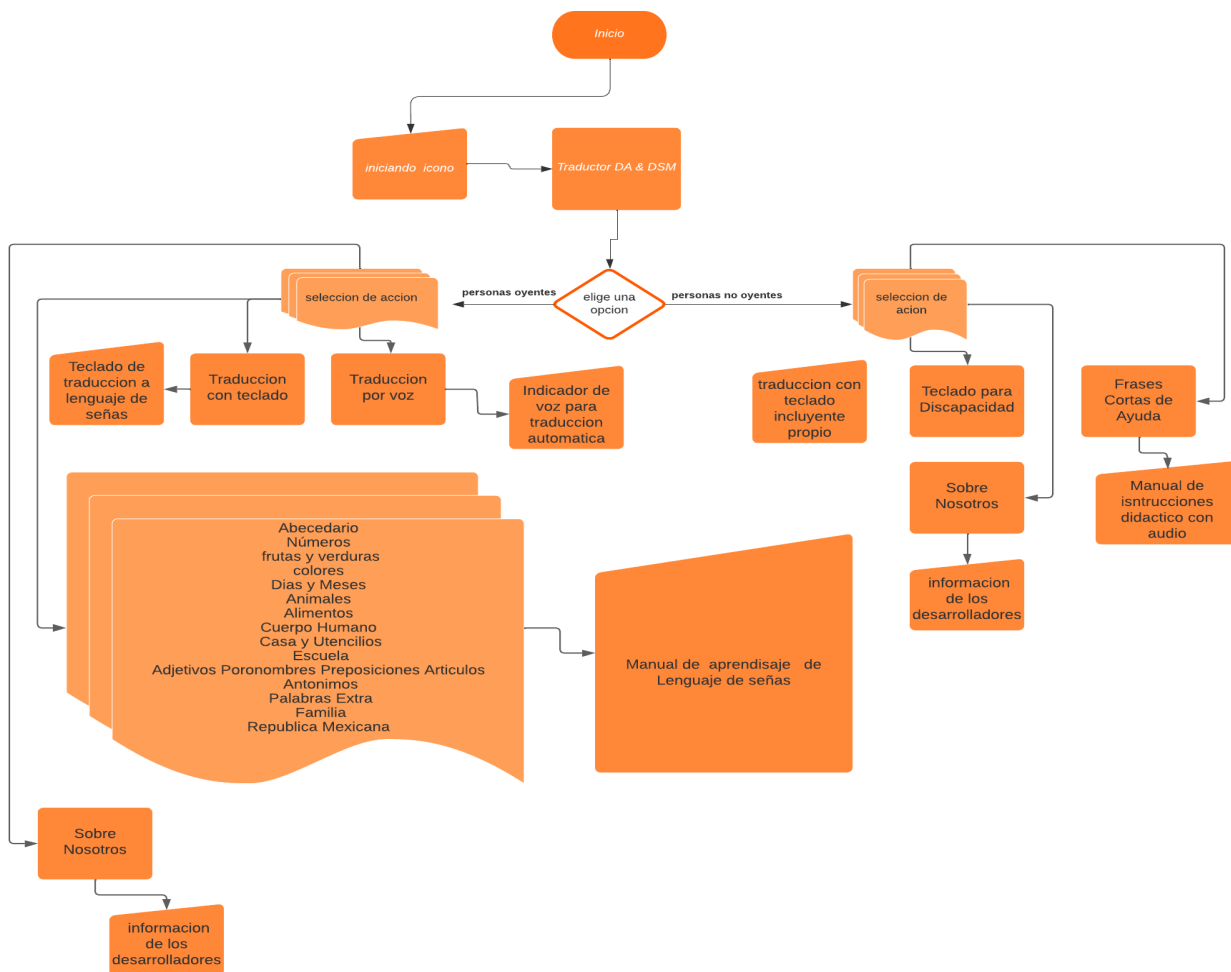 Inicio
iniciando icono
Traductor DA & DSM
elige una
opcion
personas oyentes
personas no oyentes
seleccion de accion
seleccion de
acion
Teclado de
traduccion a
lenguaje de
señas
Traduccion
con teclado
Traduccion
por voz
Indicador de
voz para
traduccion
automatica
traduccion con
teclado
incluyente
propio
Teclado para
Discapacidad
Frases
Cortas de
Ayuda
Sobre
Nosotros
Manual de
isntrucciones
didactico con
audio
informacion
de los
desarrolladores
Abecedario
Números
frutas y verduras
colores
Dias y Meses
Animales
Alimentos
Cuerpo Humano
Casa y Utencilios
Escuela
Adjetivos Poronombres Preposiciones Articulos
Antonimos
Palabras Extra
Familia
Republica Mexicana
Manual de aprendisaje de
Lenguaje de señas
Sobre
Nosotros
informacion
de los
desarrolladores